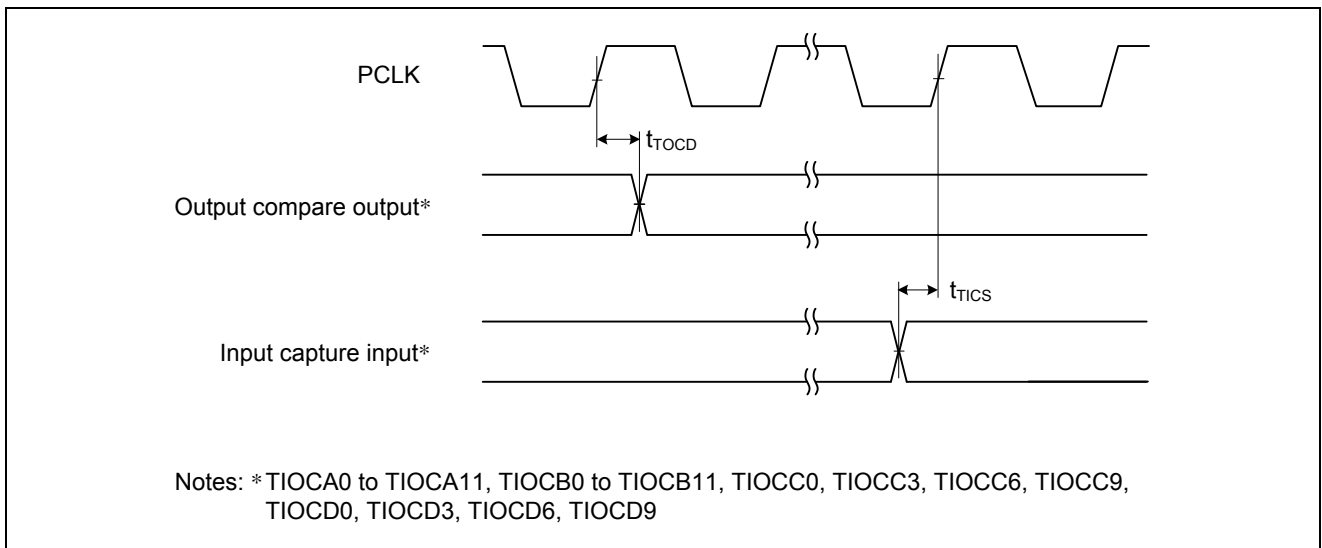 PCLK
tTOCD
Output compare output*
tTICS
Input capture input*
Notes: * TIOCA0 to TIOCA11, TIOCB0 to TIOCB11, TIOCC0, TIOCC3, TIOCC6, TIOCC9,
TIOCD0, TIOCD3, TIOCD6, TIOCD9